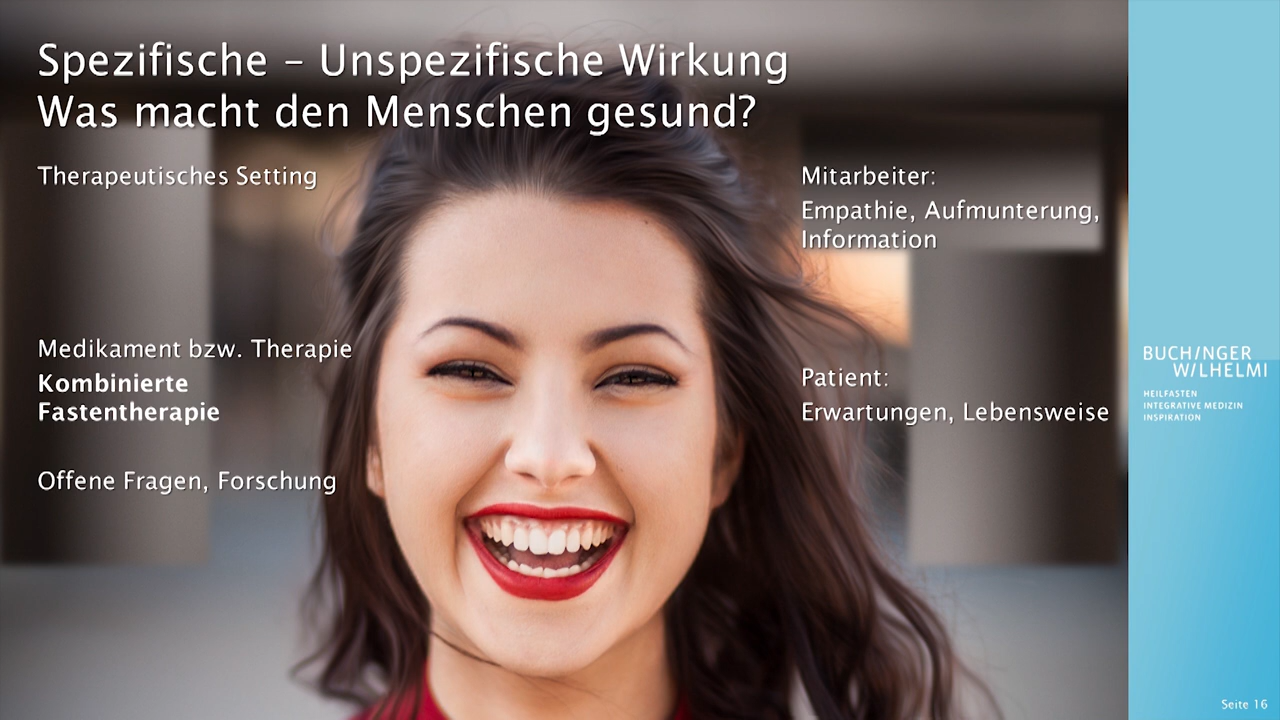 Spezifische – Unspezifische Wirkung
Was macht den Menschen gesund?
Therapeutisches Setting
Medikament bzw. Therapie
Kombinierte
Fastentherapie
Offene Fragen, Forschung
Mitarbeiter:
Empathie, Aufmunterung,
Information
Patient:
Erwartungen, Lebensweise
BUCHINGER
WILHELMI
HEILFASTEN
INTEGRATIVE MEDIZIN
INSPIRATION
Seite 16